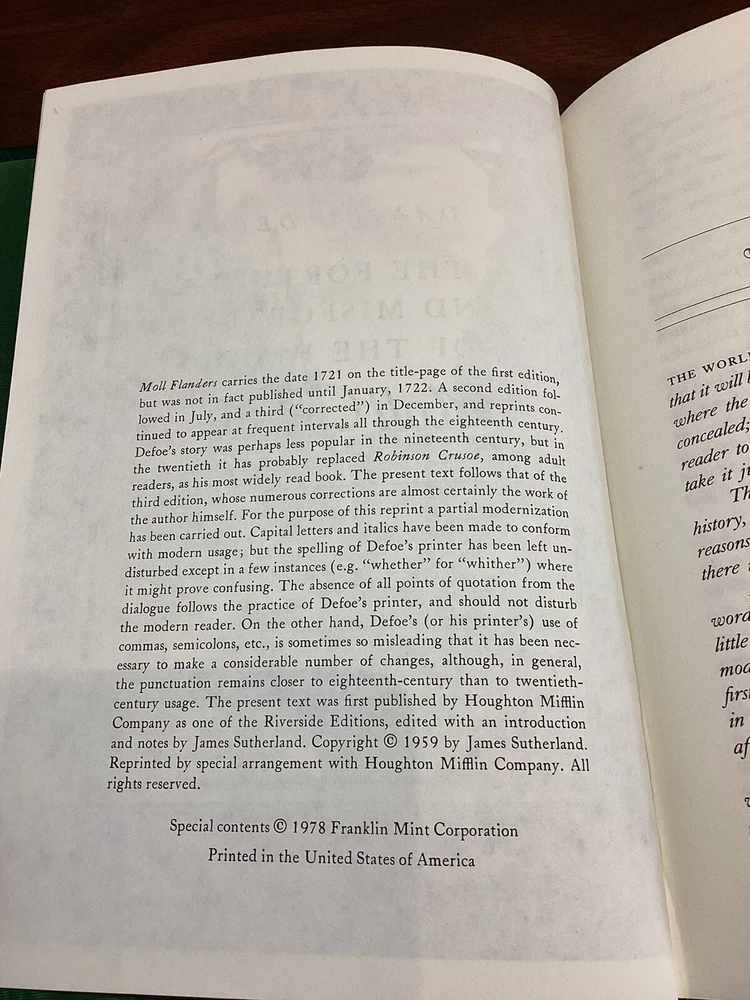 Moll Flanders carries the date 1721 on the title-page of the first edition,
but was not in fact published until January, 1722. A second edition fol-
lowed in July, and a third (“corrected”) in December, and reprints con-
tinued to appear at frequent intervals all through the eighteenth century.
Defoe’s story was perhaps less popular in the nineteenth century, but in
the twentieth it has probably replaced Robinson Crusoe, among adult
readers, as his most widely read book. The present text follows that of the
third edition, whose numerous corrections are almost certainly the work of
the author himself. For the purpose of this reprint a partial modernization
has been carried out. Capital letters and italics have been made to conform
with modern usage; but the spelling of Defoe’s printer has been left un-
disturbed except in a few instances (e.g. “whether” for “whither”) where
it might prove confusing. The absence of all points of quotation from the
dialogue follows the practice of Defoe’s printer, and should not disturb
the modern reader. On the other hand, Defoe’s (or his printer’s) use of
commas, semicolons, etc., is sometimes so misleading that it has been nec-
essary to make a considerable number of changes, although, in general,
the punctuation remains closer to eighteenth-century than to twentieth-
century usage. The present text was first published by Houghton Mifflin
Company as one of the Riverside Editions, edited with an introduction
and notes by James Sutherland. Copyright © 1959 by James Sutherland.
Reprinted by special arrangement with Houghton Mifflin Company. All
rights reserved.
Special contents © 1978 Franklin Mint Corporation
Printed in the United States of America
THE WORL
that it will
where the
concealed;
reader to
take it ju
Th
history,
reasons
there
word
little
mod
firs
in
af